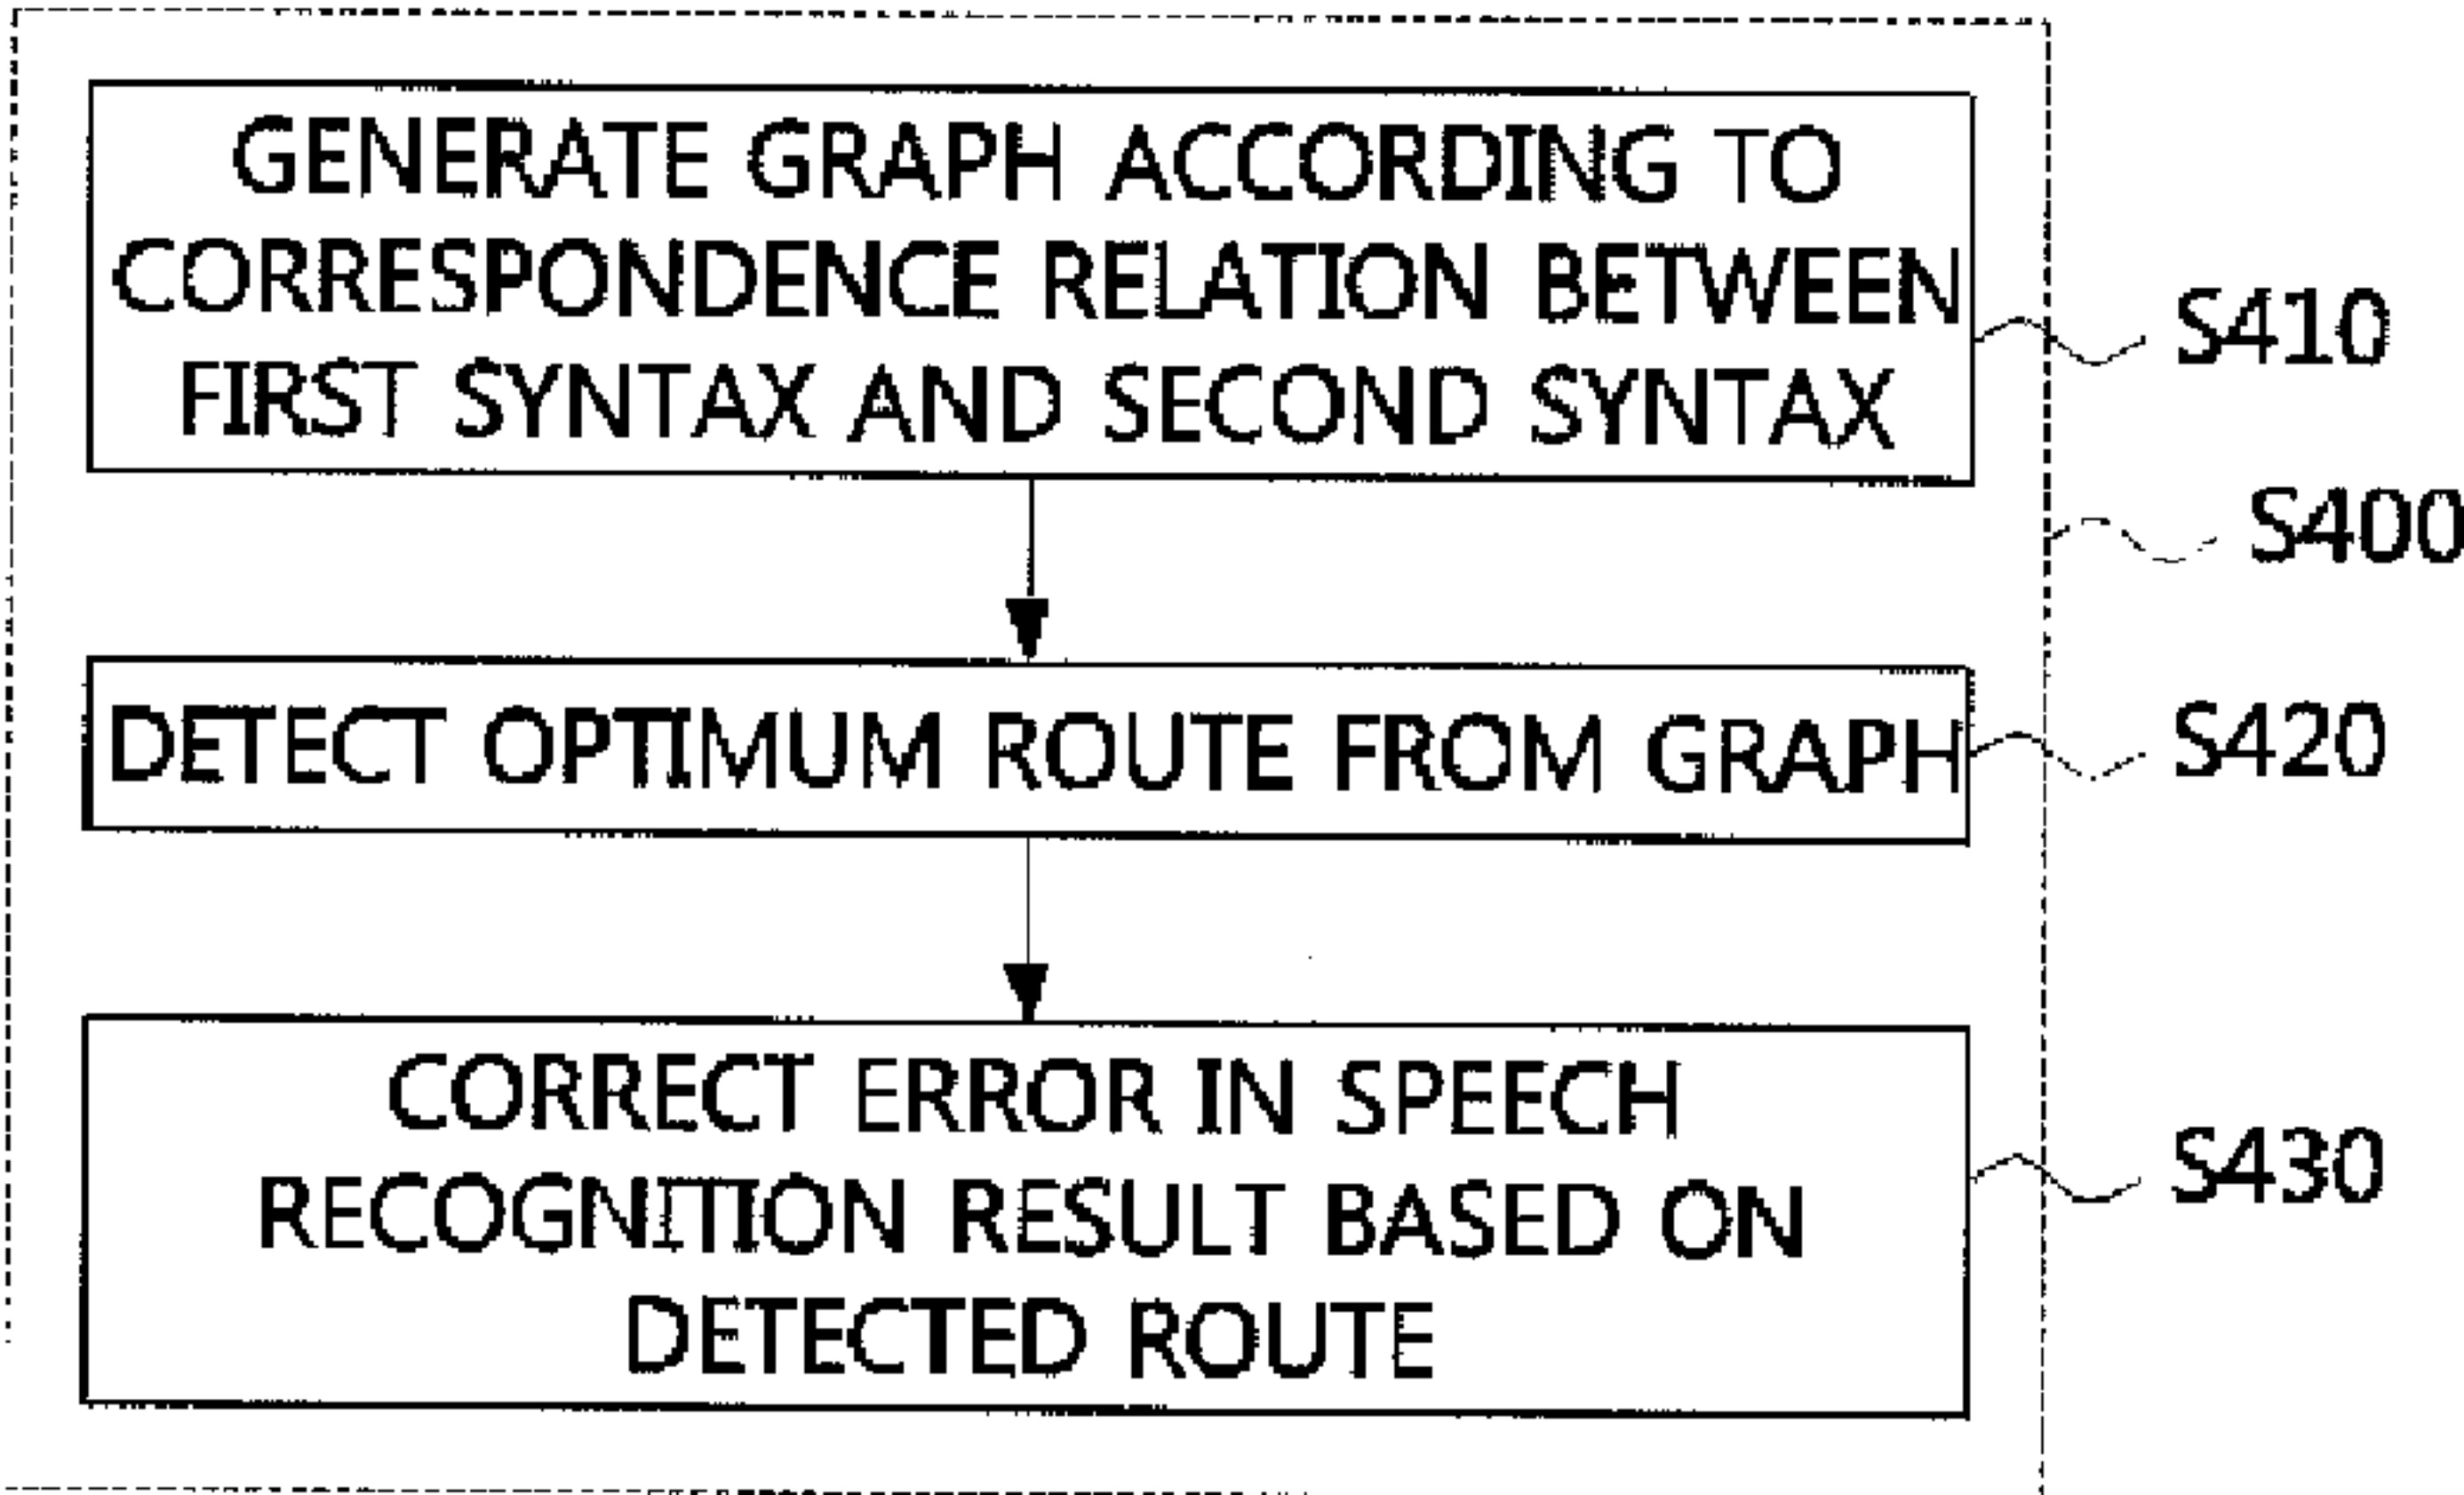 GENERATE GRAPH ACCORDING TO
CORRESPONDENCE RELATION BETWEEN
FIRST SYNTAX AND SECOND SYNTAX
S410
S400
DETECT OPTIMUM ROUTE FROM GRAPH
S420
CORRECT ERROR IN SPEECH
RECOGNITION RESULT BASED ON
DETECTED ROUTE
S430